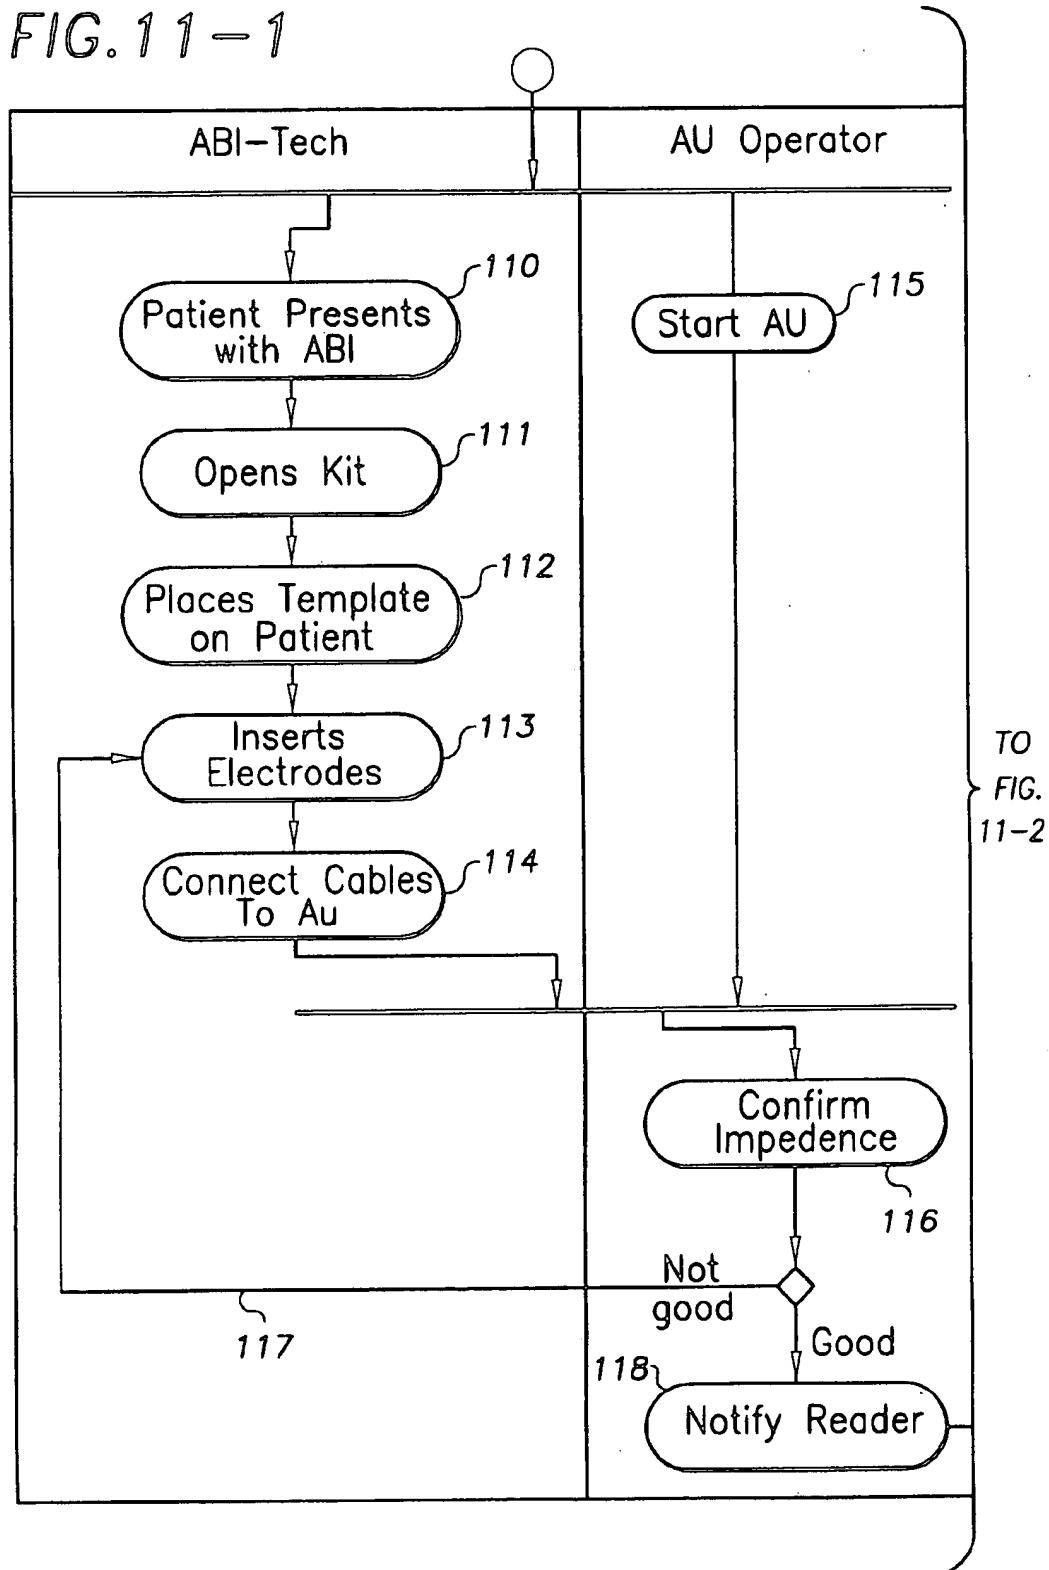 FIG. 11-1
ABI-Tech
AU Operator
110
Patient Presents
with ABI
115
Start AU
111
Opens Kit
112
Places Template
on Patient
113
Inserts
Electrodes
TO
FIG.
11-2
114
Connect Cables
To Au
Confirm
Impedence
116
Not
good
117
Good
118
Notify Reader